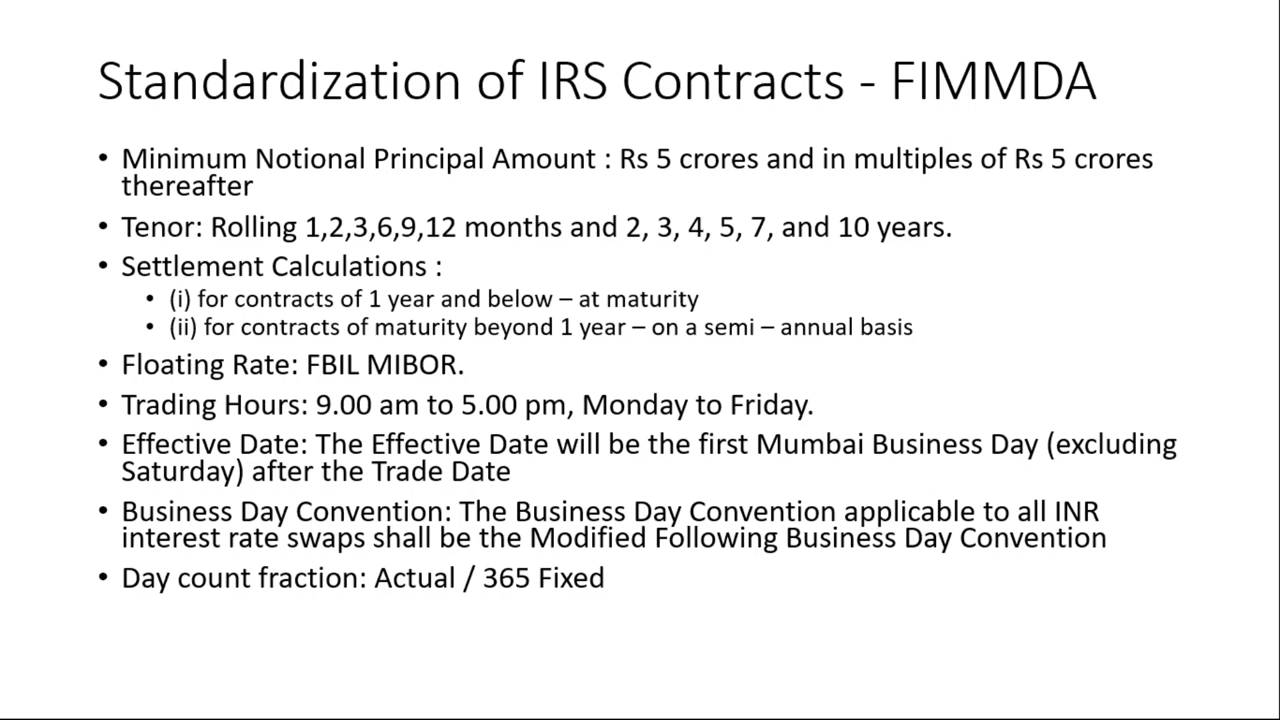 Standardization of IRS Contracts - FIMMDA
• Minimum Notional Principal Amount : Rs 5 crores and in multiples of Rs 5 crores
thereafter
• Tenor: Rolling 1,2,3,6,9,12 months and 2, 3, 4, 5, 7, and 10 years.
• Settlement Calculations :
• (i) for contracts of 1 year and below – at maturity
• (ii) for contracts of maturity beyond 1 year – on a semi – annual basis
• Floating Rate: FBIL MIBOR.
• Trading Hours: 9.00 am to 5.00 pm, Monday to Friday.
• Effective Date: The Effective Date will be the first Mumbai Business Day (excluding
Saturday) after the Trade Date
• Business Day Convention: The Business Day Convention applicable to all INR
interest rate swaps shall be the Modified Following Business Day Convention
• Day count fraction: Actual / 365 Fixed